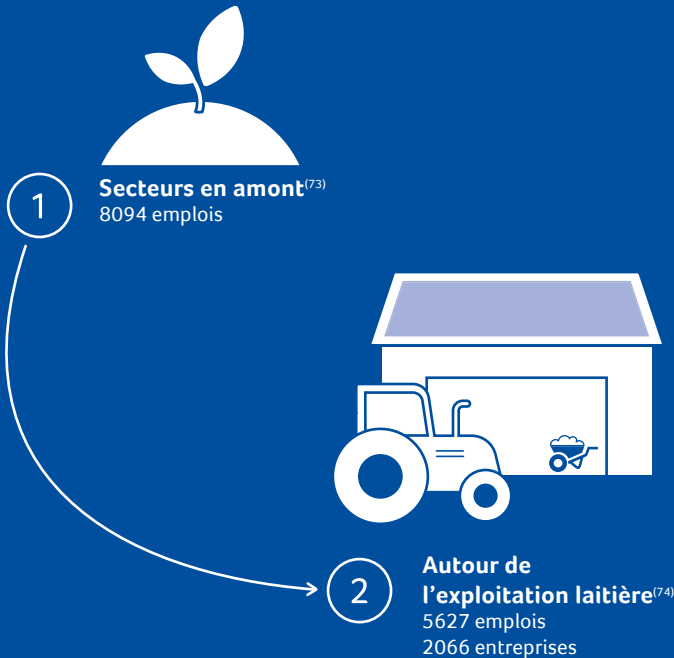 1
Secteurs en amont(73)
8094 emplois
2
Autour de
l'exploitation laitière(74)
5627 emplois
2066 entreprises